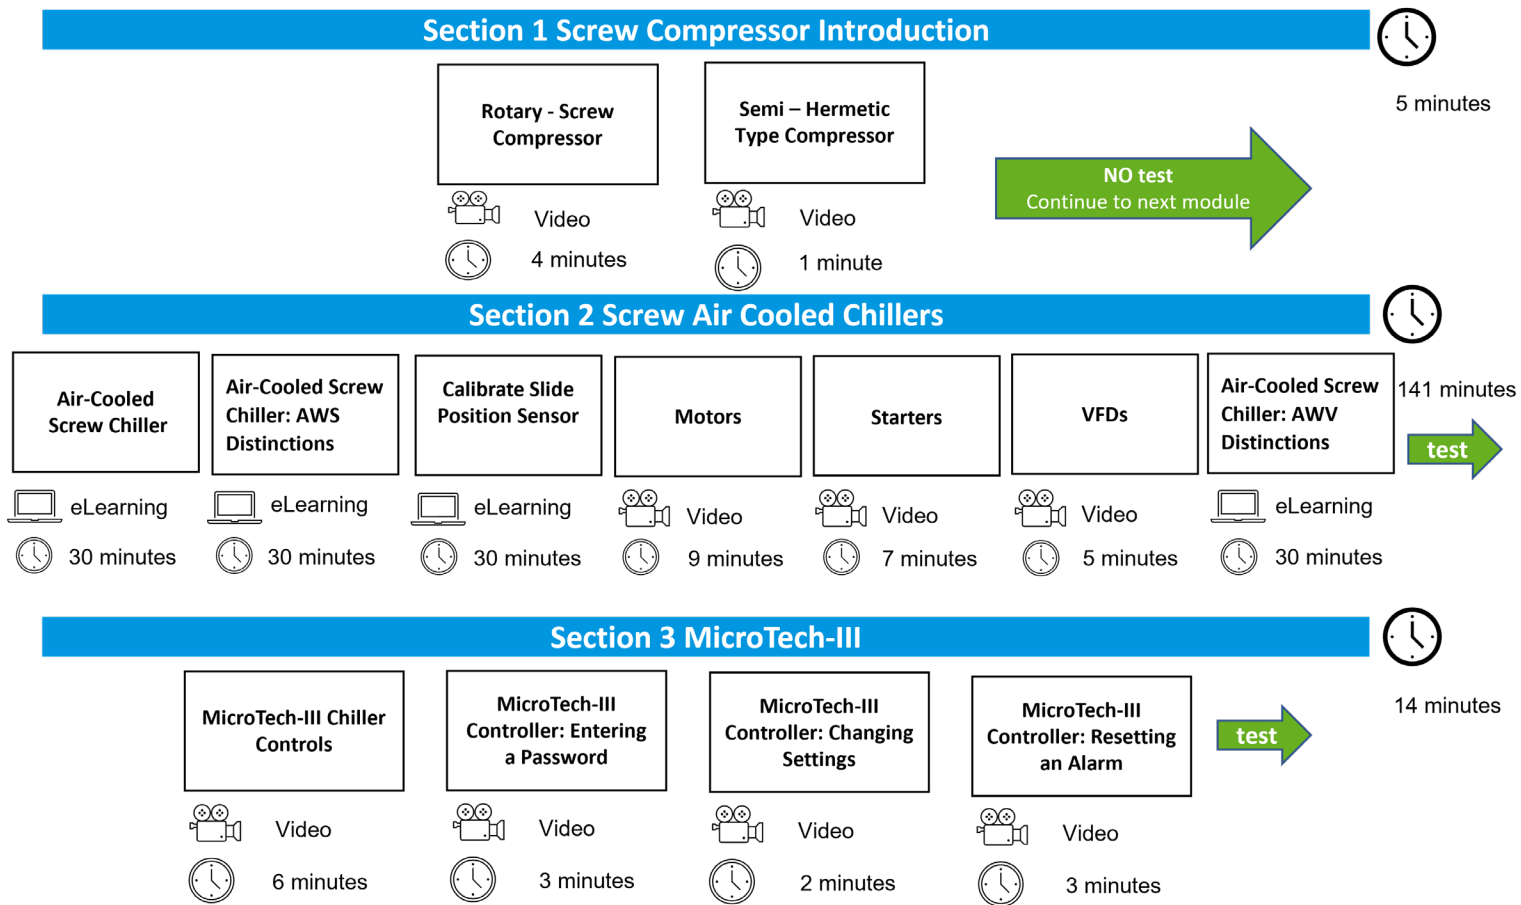 Section 1 Screw Compressor Introduction
5 minutes
Rotary - Screw
Compressor
Semi – Hermetic
Type Compressor
NO test
Continue to next module
Video
Video
4 minutes
1 minute
Section 2 Screw Air Cooled Chillers
141 minutes
Air-Cooled
Screw Chiller
Air-Cooled Screw
Chiller: AWS
Distinctions
Calibrate Slide
Position Sensor
Motors
Starters
VFDs
Air-Cooled Screw
Chiller: AWV
Distinctions
test
eLearning
eLearning
eLearning
Video
Video
Video
eLearning
30 minutes
30 minutes
30 minutes
9 minutes
7 minutes
5 minutes
30 minutes
Section 3 MicroTech-III
14 minutes
MicroTech-III Chiller
Controls
MicroTech-III
Controller: Entering
a Password
MicroTech-III
Controller: Changing
Settings
MicroTech-III
Controller: Resetting
an Alarm
test
Video
Video
Video
Video
6 minutes
3 minutes
2 minutes
3 minutes